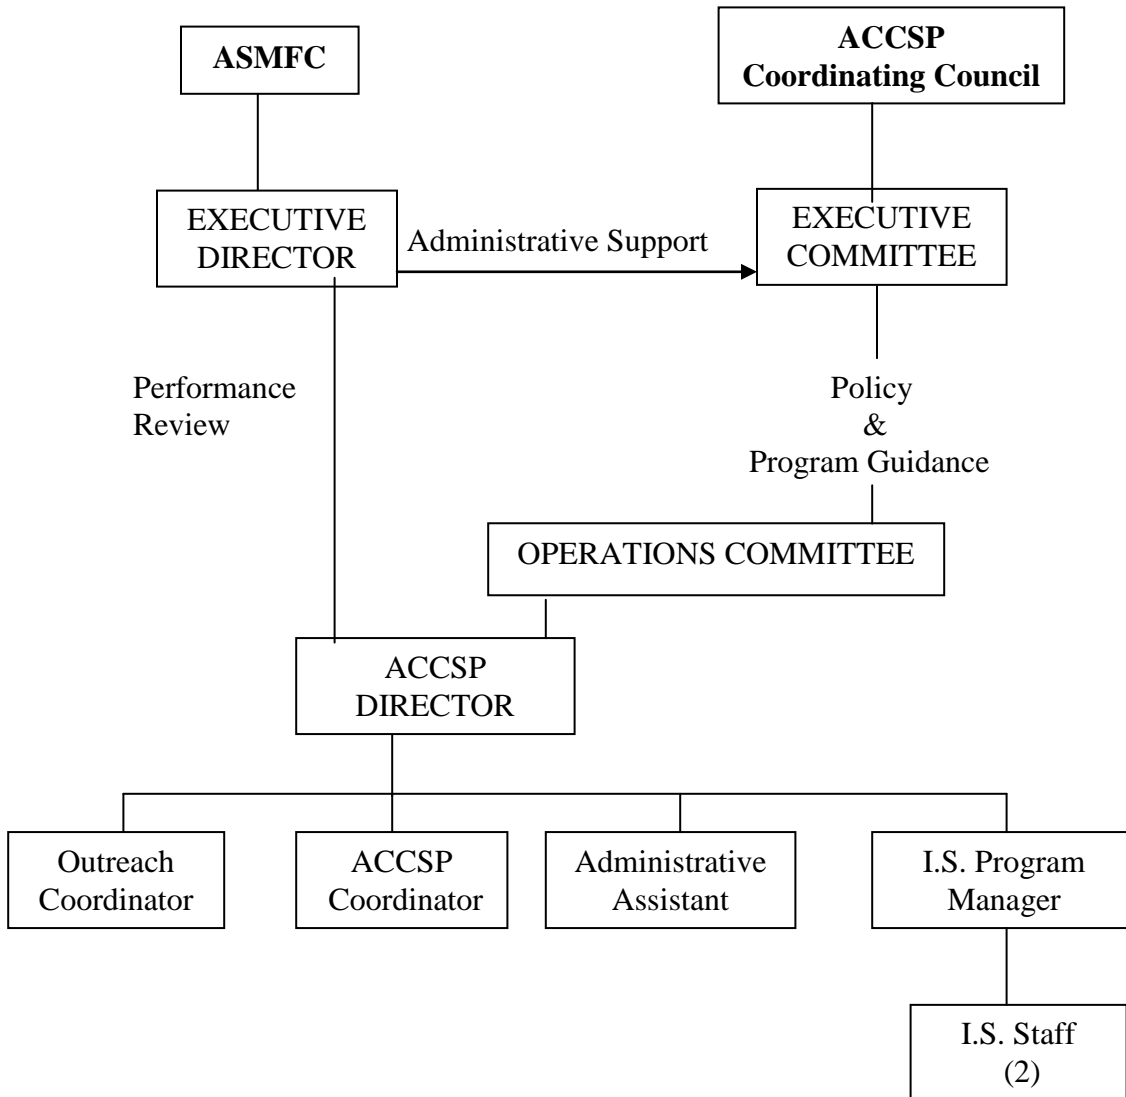 ASMFC
ACCSP
Coordinating Council
EXECUTIVE
DIRECTOR
Administrative Support
EXECUTIVE
COMMITTEE
Performance
Review
Policy
&
Program Guidance
OPERATIONS COMMITTEE
ACCSP
DIRECTOR
Outreach
Coordinator
ACCSP
Coordinator
Administrative
Assistant
I.S. Program
Manager
I.S. Staff
(2)